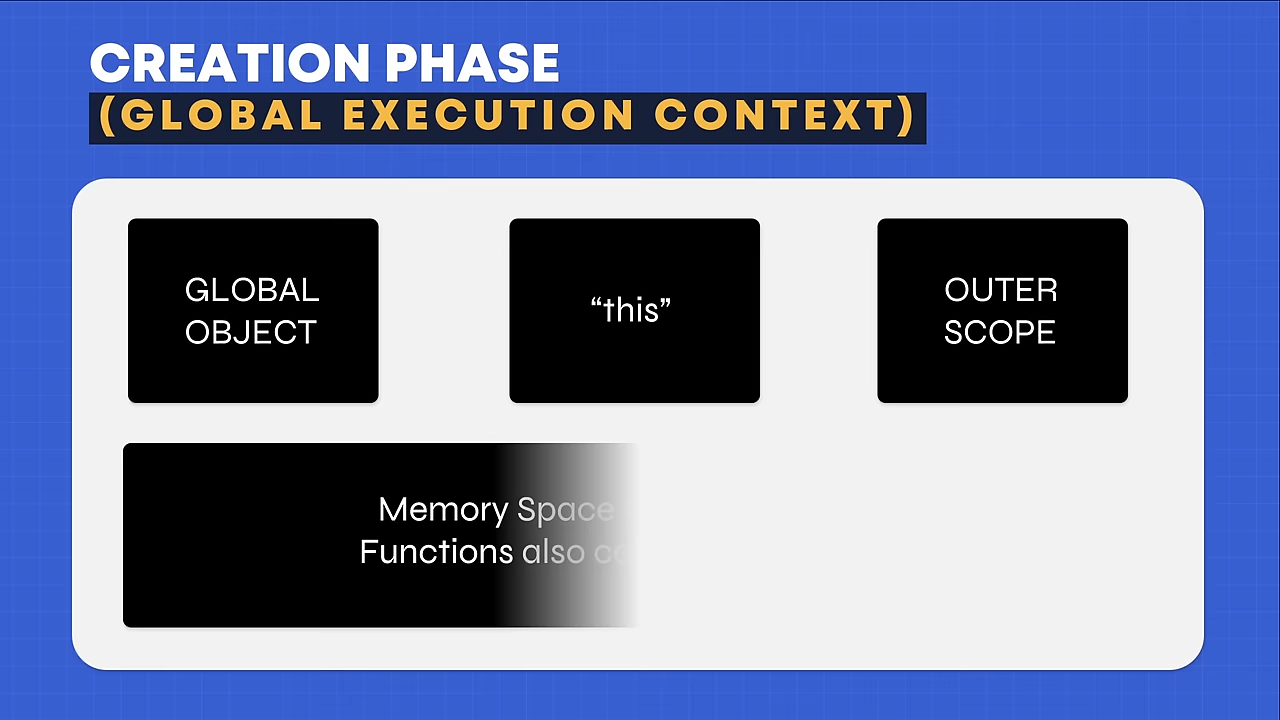 CREATION PHASE
(GLOBAL EXECUTION CONTEXT)
GLOBAL
OBJECT
“this”
OUTER
SCOPE
Memory Space
Functions also